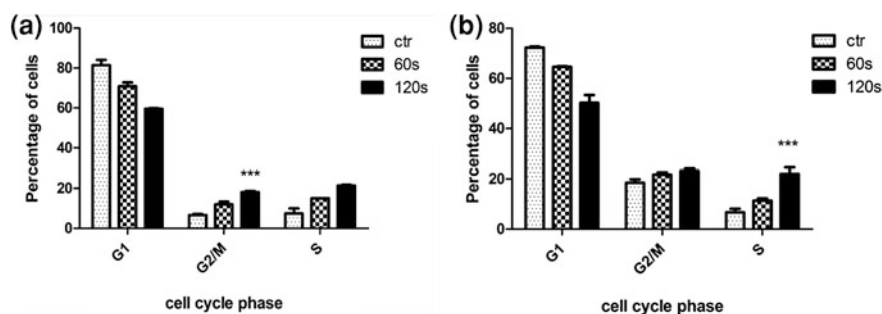 (a)
Percentage of cells
100
80
60
40
20
0
ctr
60s
120s
***
G1
G2/M
S
cell cycle phase
(b)
Percentage of cells
80
60
40
20
0
ctr
60s
120s
***
G1
G2/M
S
cell cycle phase